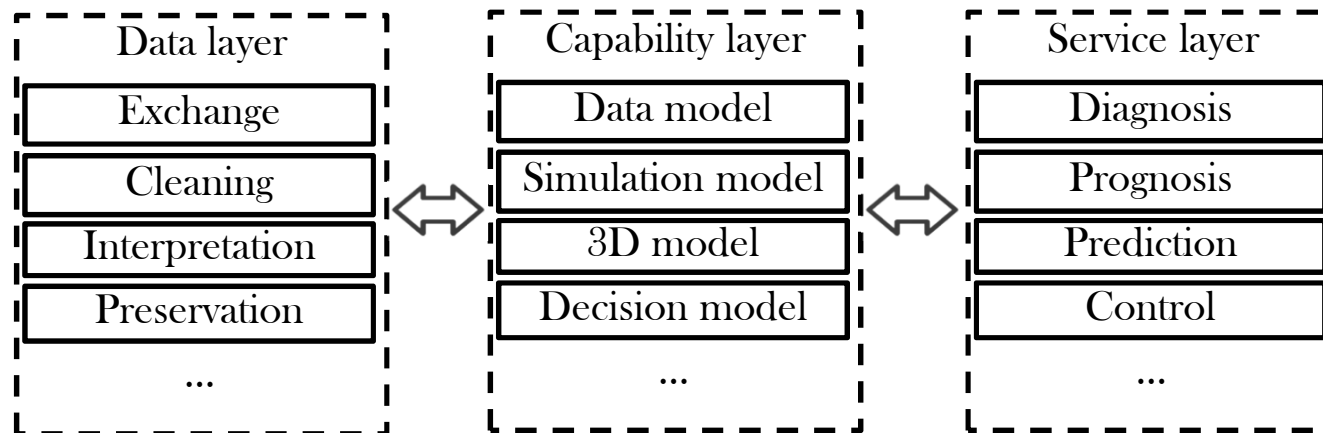 Data layer
Exchange
Cleaning
Interpretation
Preservation
...
Capability layer
Data model
Simulation model
3D model
Decision model
...
Service layer
Diagnosis
Prognosis
Prediction
Control
...